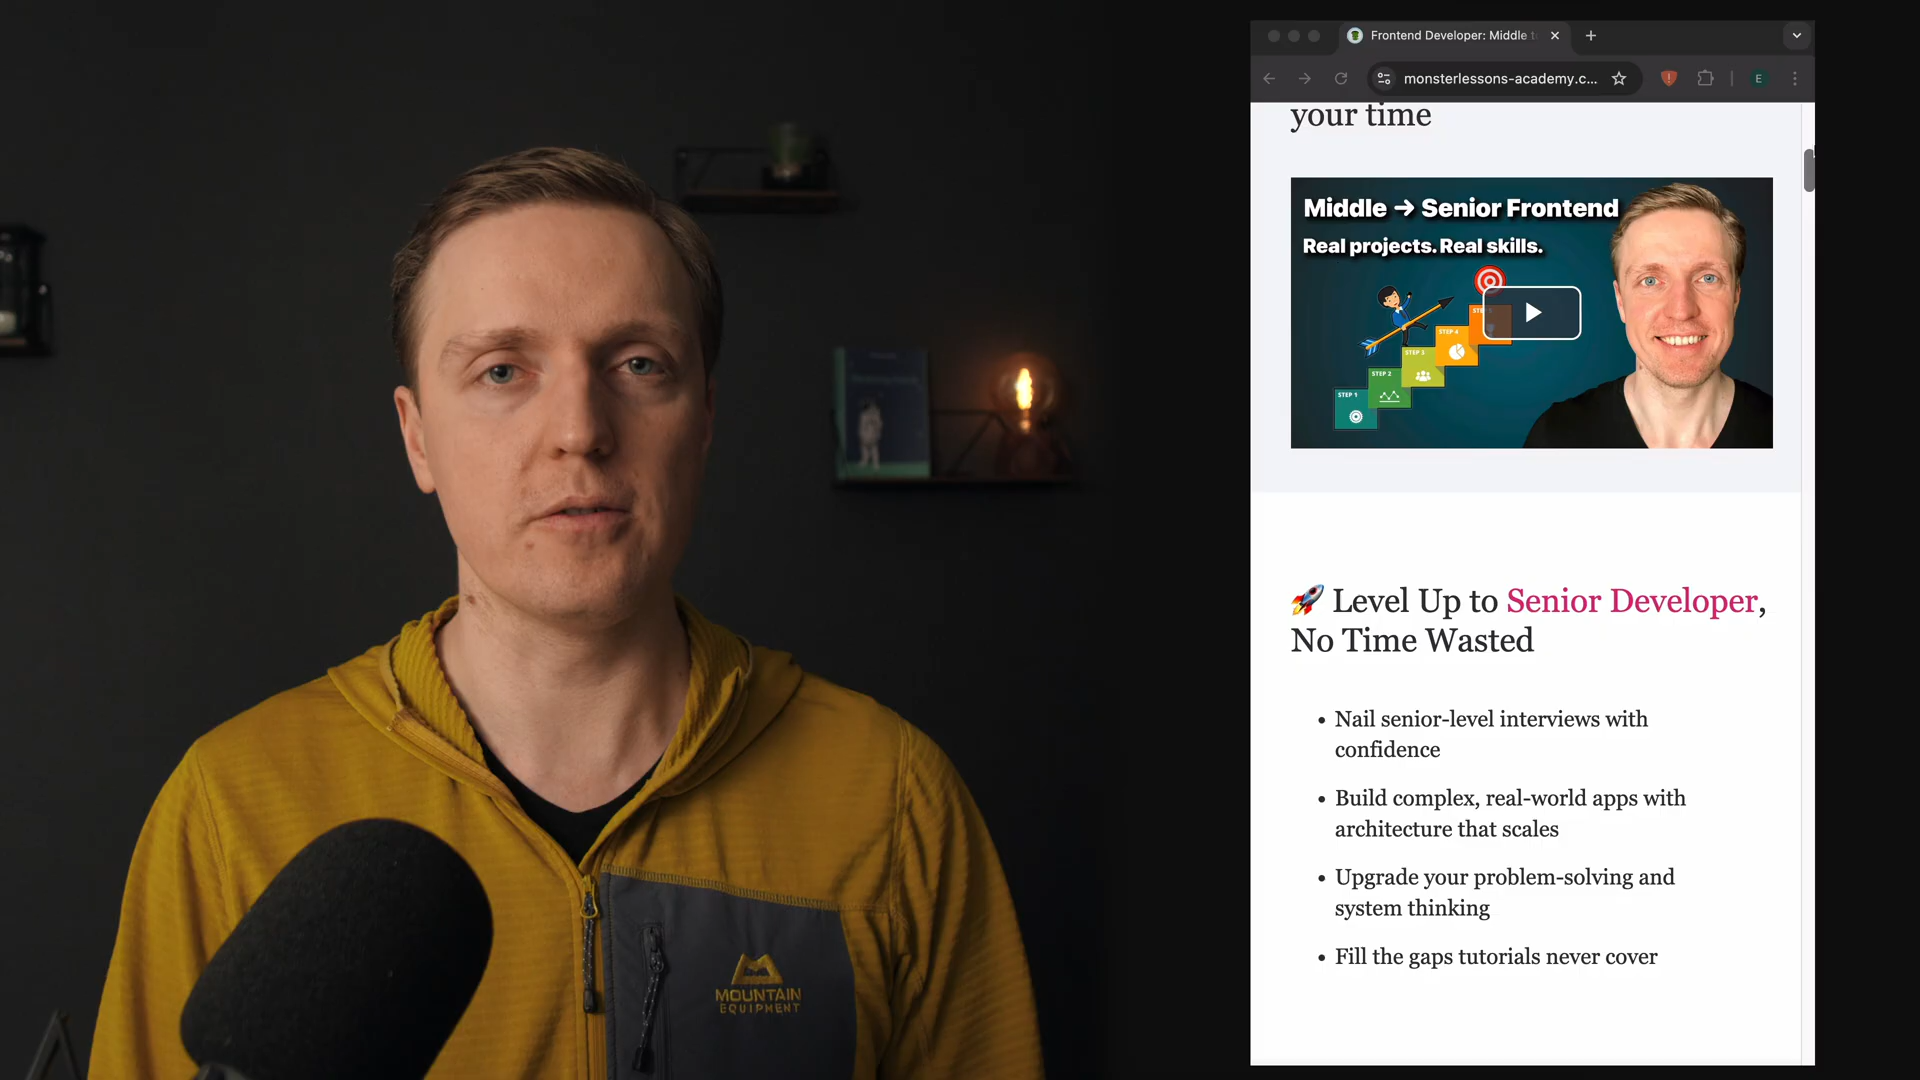 Frontend Developer: Middle t
monsterlessons-academy.c...
E
your time
Middle → Senior Frontend
Real projects. Real skills.
STEP 1
STEP 2
STEP 3
STEP 4
🚀 Level Up to Senior Developer,
No Time Wasted
• Nail senior-level interviews with
confidence
• Build complex, real-world apps with
architecture that scales
• Upgrade your problem-solving and
system thinking
• Fill the gaps tutorials never cover
MOUNTAIN
EQUIPMENT